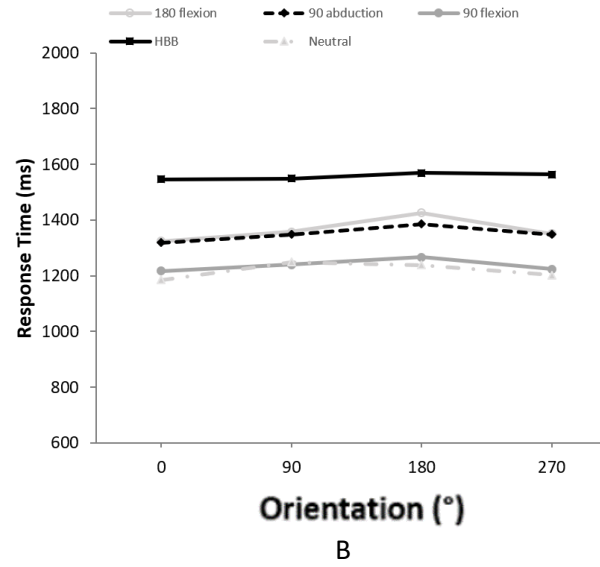 180 flexion 90 abduction 90 flexion
HBB Neutral
2000
1800
1600
1400
1200
1000
800
600
Response Time (ms)
0 90 180 270
Orientation (°)
B